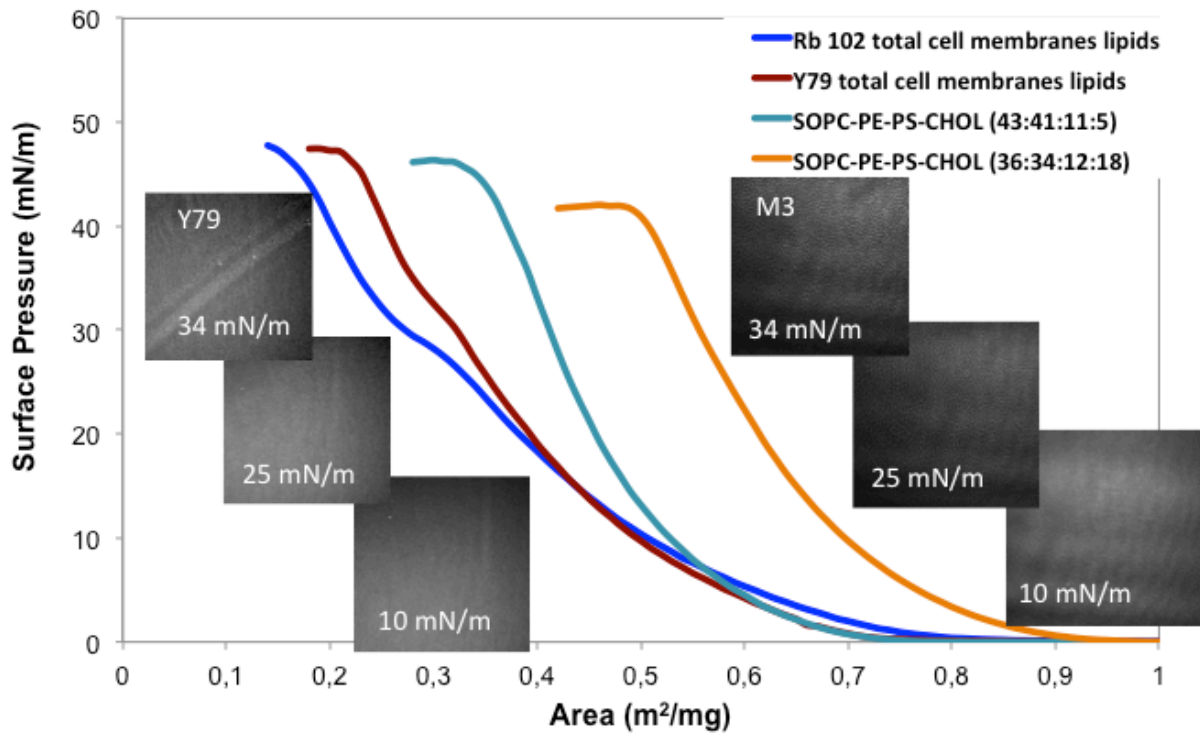 60
50
40
30
20
10
0
Surface Pressure (mN/m)
Rb 102 total cell membranes lipids
Y79 total cell membranes lipids
SOPC-PE-PS-CHOL (43:41:11:5)
SOPC-PE-PS-CHOL (36:34:12:18)
Y79
34 mN/m
25 mN/m
10 mN/m
M3
34 mN/m
25 mN/m
10 mN/m
0 0,1 0,2 0,3 0,4 0,5 0,6 0,7 0,8 0,9 1
Area (m²/mg)